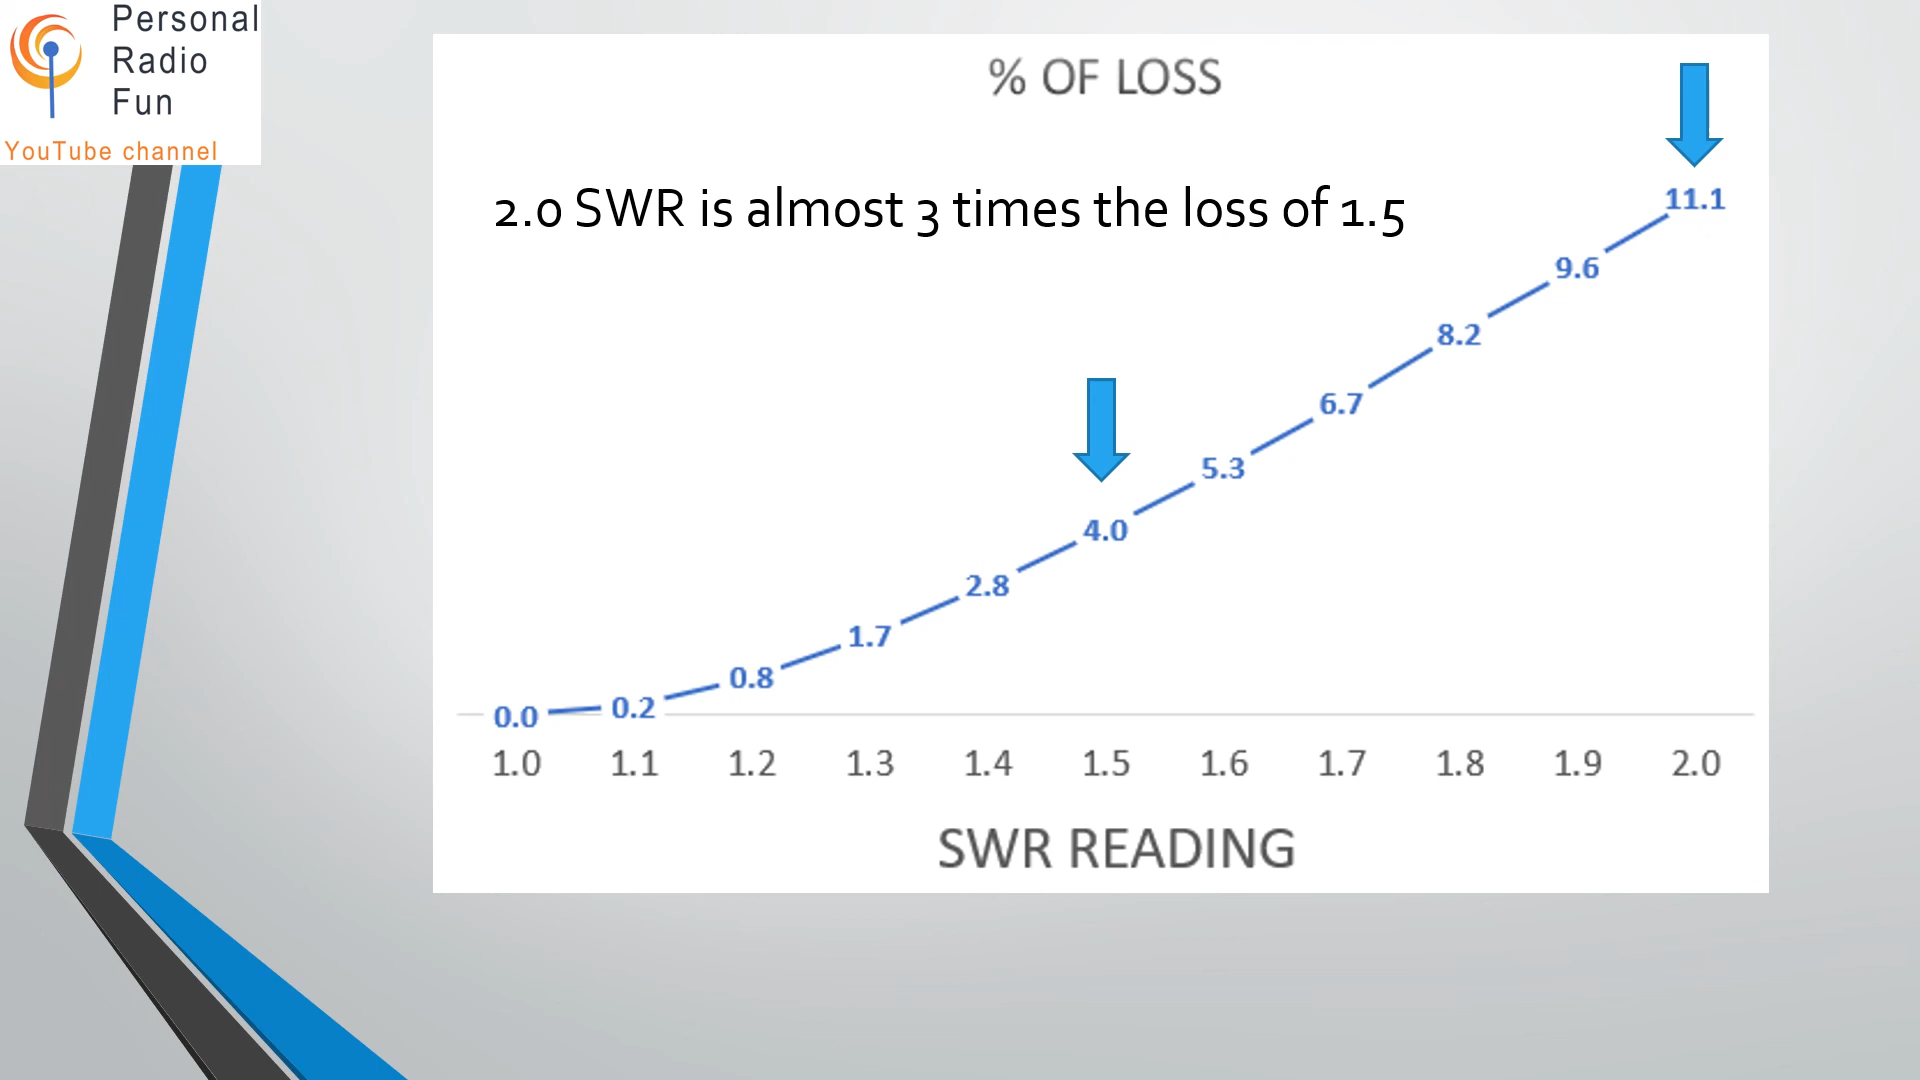 Personal
Radio
Fun
YouTube channel
% OF LOSS
2.0 SWR is almost 3 times the loss of 1.5
11.1
9.6
8.2
6.7
5.3
4.0
2.8
1.7
0.8
0.2
0.0
1.0 1.1 1.2 1.3 1.4 1.5 1.6 1.7 1.8 1.9 2.0
SWR READING